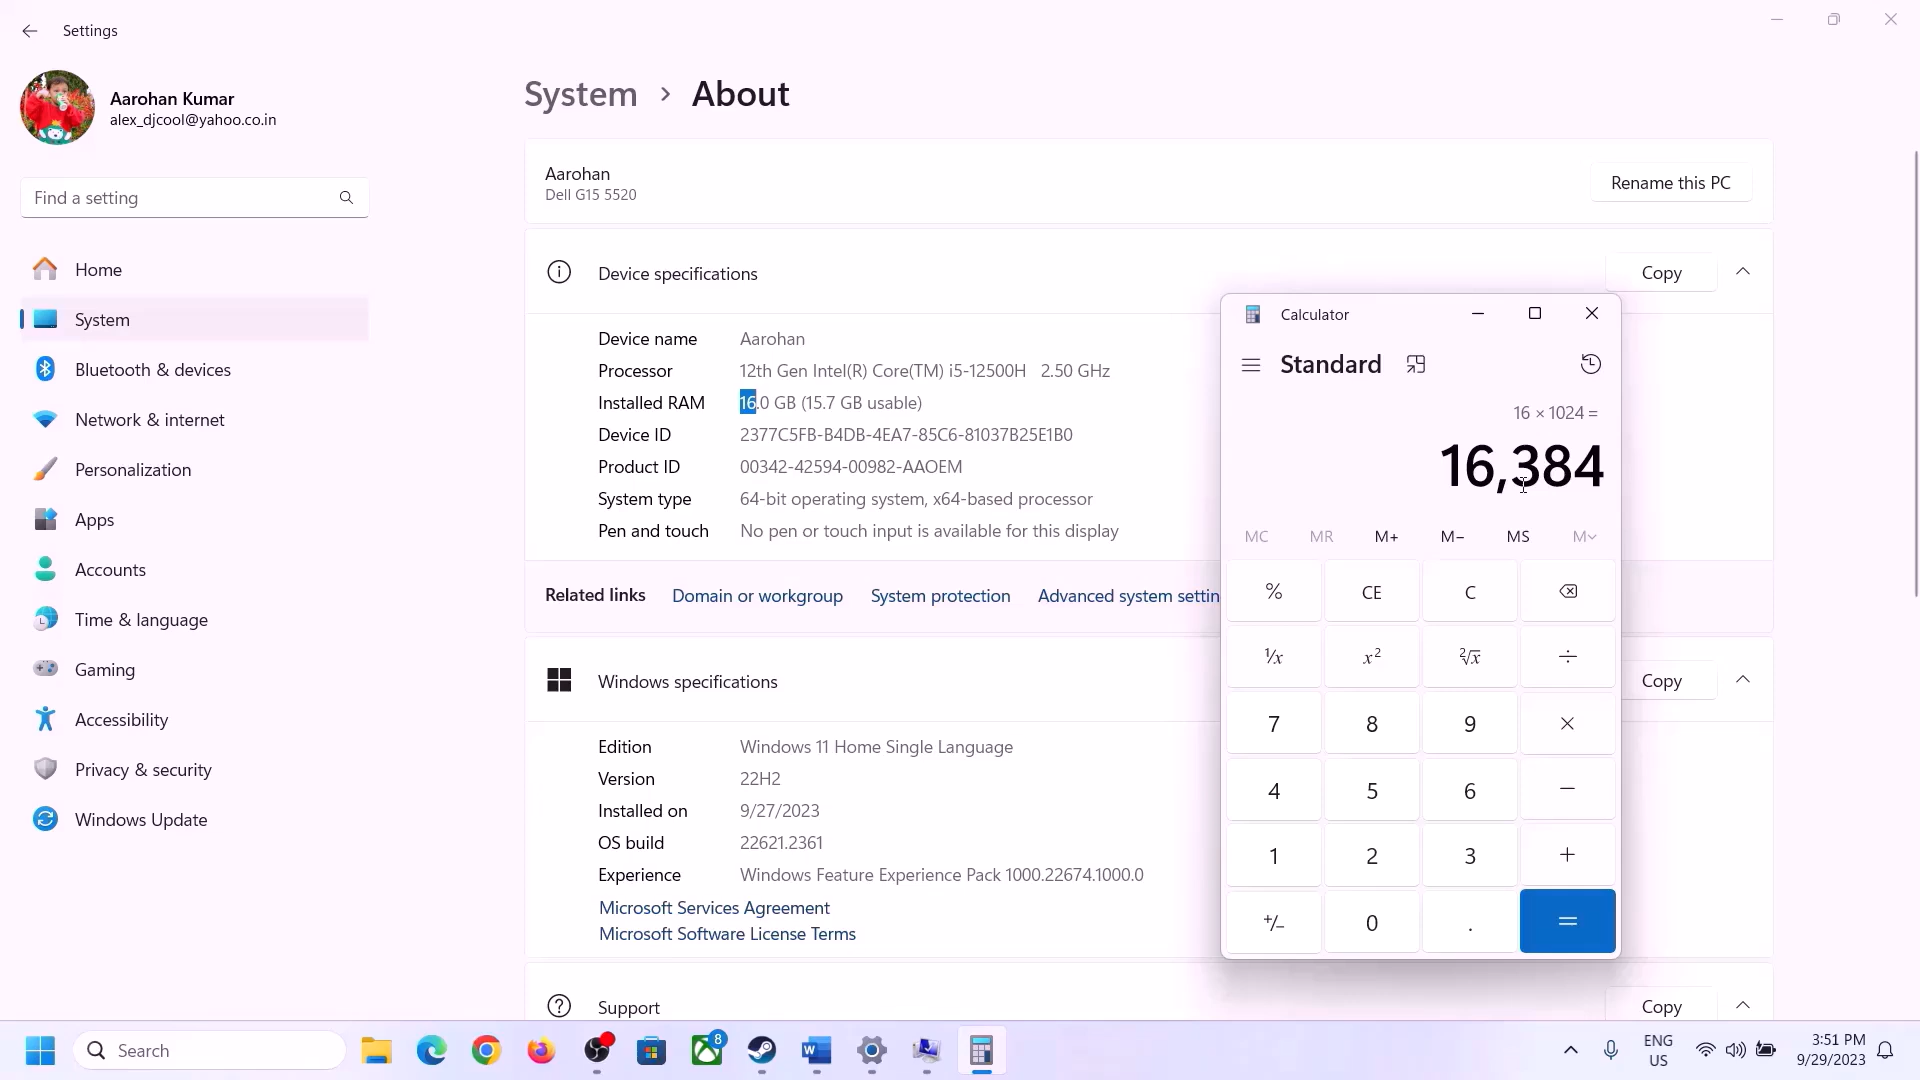 Settings
Aarohan Kumar
alex_djcool@yahoo.co.in
Find a setting
Home
System
Bluetooth & devices
Network & internet
Personalization
Apps
Accounts
Time & language
Gaming
Accessibility
Privacy & security
Windows Update
System > About
Aarohan
Dell G15 5520
Rename this PC
Device specifications
Copy
Device name Aarohan
Processor 12th Gen Intel(R) Core(TM) i5-12500H 2.50 GHz
Installed RAM 16.0 GB (15.7 GB usable)
Device ID 2377C5FB-B4DB-4EA7-85C6-81037B25E1B0
Product ID 00342-42594-00982-AAOEM
System type 64-bit operating system, x64-based processor
Pen and touch No pen or touch input is available for this display
Related links Domain or workgroup System protection Advanced system settin
Windows specifications
Copy
Edition Windows 11 Home Single Language
Version 22H2
Installed on 9/27/2023
OS build 22621.2361
Experience Windows Feature Experience Pack 1000.22674.1000.0
Microsoft Services Agreement
Microsoft Software License Terms
Support
Copy
Calculator
Standard
16 × 1024 =
16,384
MC MR M+ M− MS M˅
% CE C
¹⁄x x² ²√x ÷
7 8 9 ×
4 5 6 −
1 2 3 +
+/− 0 . =
Search
8
W
ENG
US
3:51 PM
9/29/2023